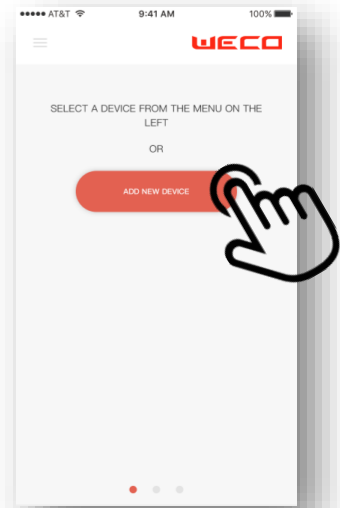 AT&T 9:41 AM 100%
WECO
SELECT A DEVICE FROM THE MENU ON THE
LEFT
OR
ADD NEW DEVICE